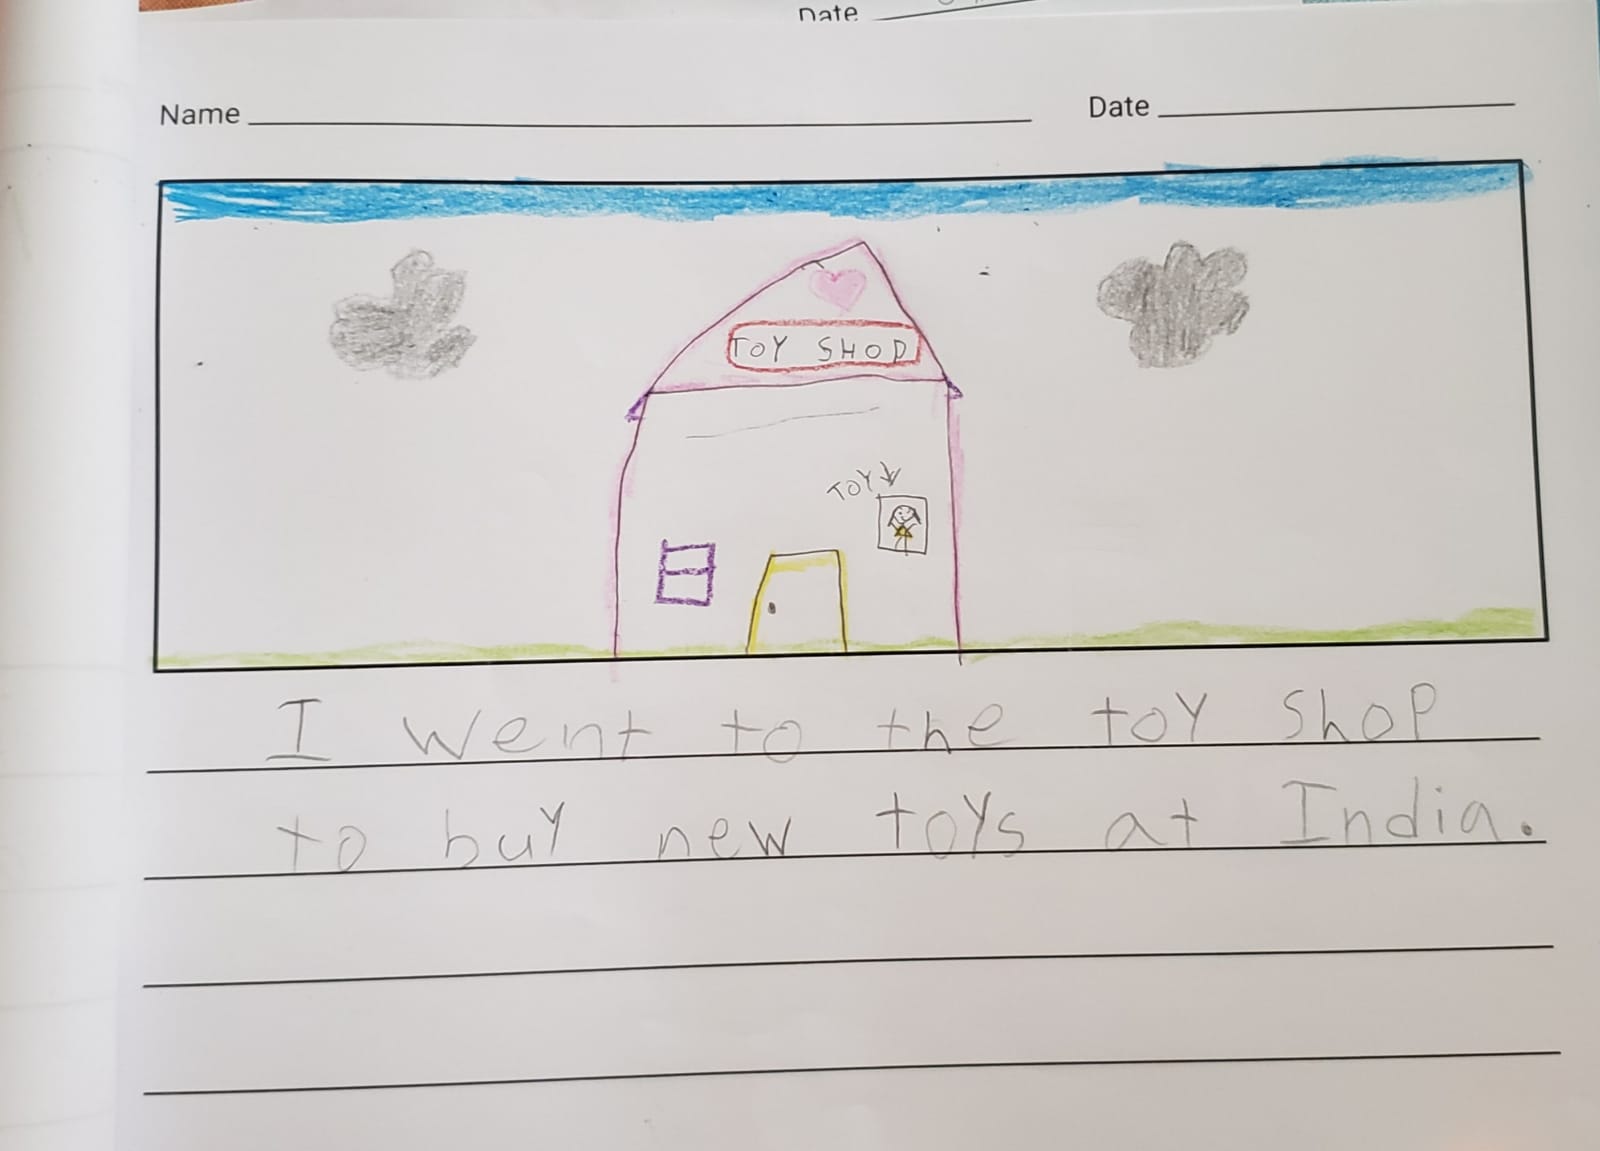 Date
Name Date
TOY SHOP
TOY
I went to the toy shop
to buy new toys at India.